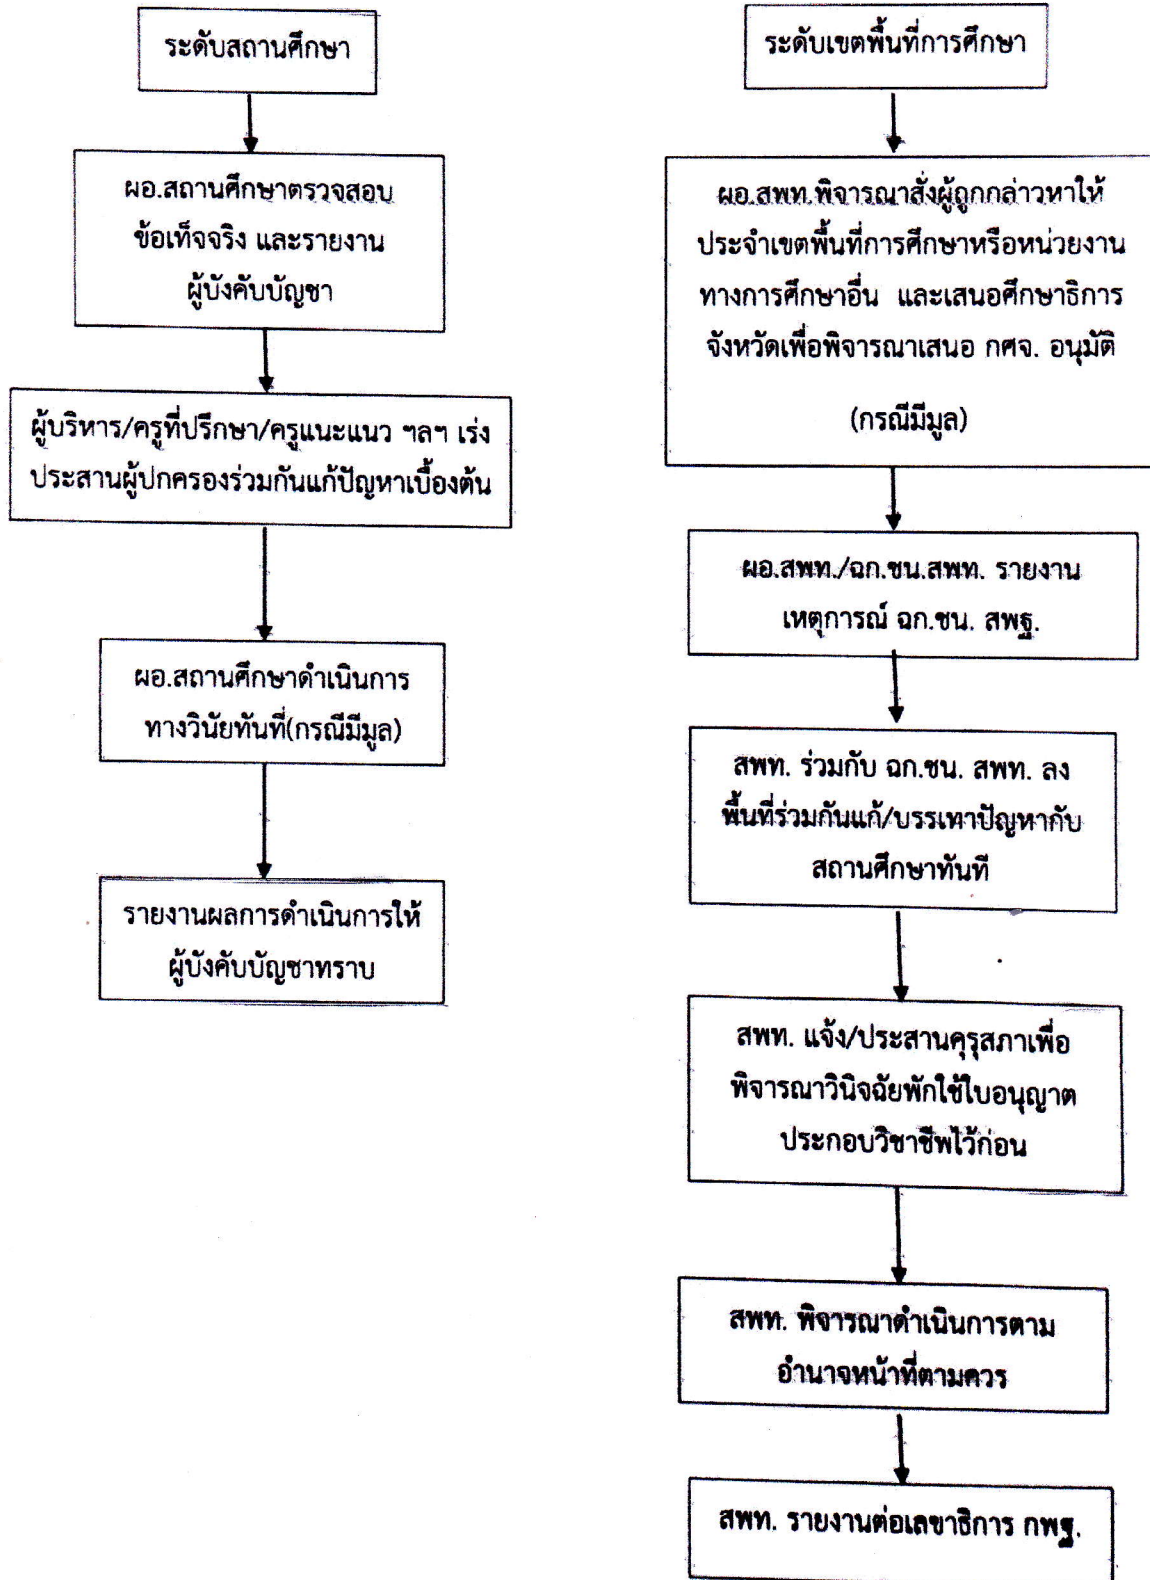 ระดับสถานศึกษา
ผอ.สถานศึกษาตรวจสอบ
ข้อเท็จจริง และรายงาน
ผู้บังคับบัญชา
ผู้บริหาร/ครูที่ปรึกษา/ครูแนะแนว ฯลฯ เร่ง
ประสานผู้ปกครองร่วมกันแก้ปัญหาเบื้องต้น
ผอ.สถานศึกษาดำเนินการ
ทางวินัยทันที(กรณีมีมูล)
รายงานผลการดำเนินการให้
ผู้บังคับบัญชาทราบ
ระดับเขตพื้นที่การศึกษา
ผอ.สพท.พิจารณาสั่งผู้ถูกกล่าวหาให้
ประจำเขตพื้นที่การศึกษาหรือหน่วยงาน
ทางการศึกษาอื่น และเสนอศึกษาธิการ
จังหวัดเพื่อพิจารณาเสนอ กศจ. อนุมัติ
(กรณีมีมูล)
ผอ.สพท./ฉก.ชน.สพท. รายงาน
เหตุการณ์ ฉก.ชน. สพฐ.
สพท. ร่วมกับ ฉก.ชน. สพท. ลง
พื้นที่ร่วมกันแก้/บรรเทาปัญหากับ
สถานศึกษาทันที
สพท. แจ้ง/ประสานคุรุสภาเพื่อ
พิจารณาวินิจฉัยพักใช้ใบอนุญาต
ประกอบวิชาชีพไว้ก่อน
สพท. พิจารณาดำเนินการตาม
อำนาจหน้าที่ตามควร
สพท. รายงานต่อเลขาธิการ กพฐ.